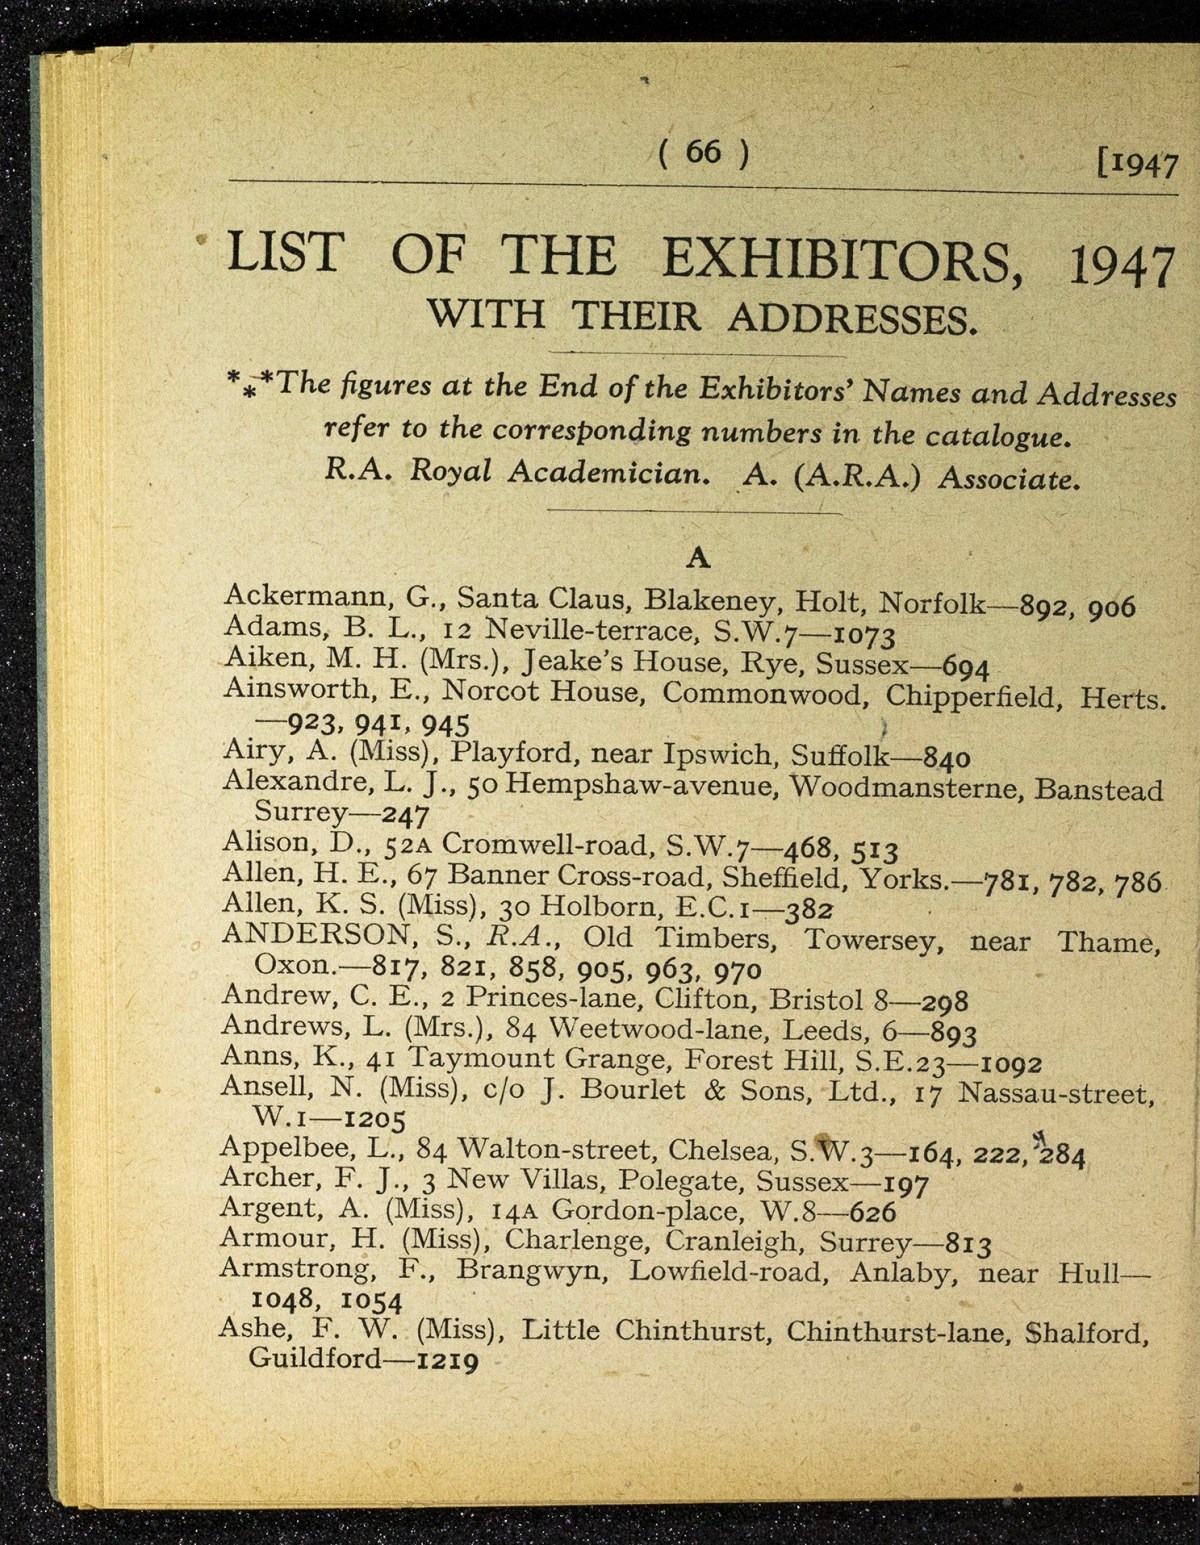 ( 66 )
[1947
LIST OF THE EXHIBITORS, 1947
WITH THEIR ADDRESSES.
***The figures at the End of the Exhibitors' Names and Addresses
refer to the corresponding numbers in the catalogue.
R.A. Royal Academician. A. (A.R.A.) Associate.
A
Ackermann, G., Santa Claus, Blakeney, Holt, Norfolk—892, 906
Adams, B. L., 12 Neville-terrace, S.W.7—1073
Aiken, M. H. (Mrs.), Jeake's House, Rye, Sussex—694
Ainsworth, E., Norcot House, Commonwood, Chipperfield, Herts.
—923, 941, 945
Airy, A. (Miss), Playford, near Ipswich, Suffolk—840
Alexandre, L. J., 50 Hempshaw-avenue, Woodmansterne, Banstead
Surrey—247
Alison, D., 52A Cromwell-road, S.W.7—468, 513
Allen, H. E., 67 Banner Cross-road, Sheffield, Yorks.—781, 782, 786
Allen, K. S. (Miss), 30 Holborn, E.C.1—382
ANDERSON, S., R.A., Old Timbers, Towersey, near Thame,
Oxon.—817, 821, 858, 905, 963, 970
Andrew, C. E., 2 Princes-lane, Clifton, Bristol 8—298
Andrews, L. (Mrs.), 84 Weetwood-lane, Leeds, 6—893
Anns, K., 41 Taymount Grange, Forest Hill, S.E.23—1092
Ansell, N. (Miss), c/o J. Bourlet & Sons, Ltd., 17 Nassau-street,
W.1—1205
Appelbee, L., 84 Walton-street, Chelsea, S.W.3—164, 222, 284
Archer, F. J., 3 New Villas, Polegate, Sussex—197
Argent, A. (Miss), 14A Gordon-place, W.8—626
Armour, H. (Miss), Charlenge, Cranleigh, Surrey—813
Armstrong, F., Brangwyn, Lowfield-road, Anlaby, near Hull—
1048, 1054
Ashe, F. W. (Miss), Little Chinthurst, Chinthurst-lane, Shalford,
Guildford—1219